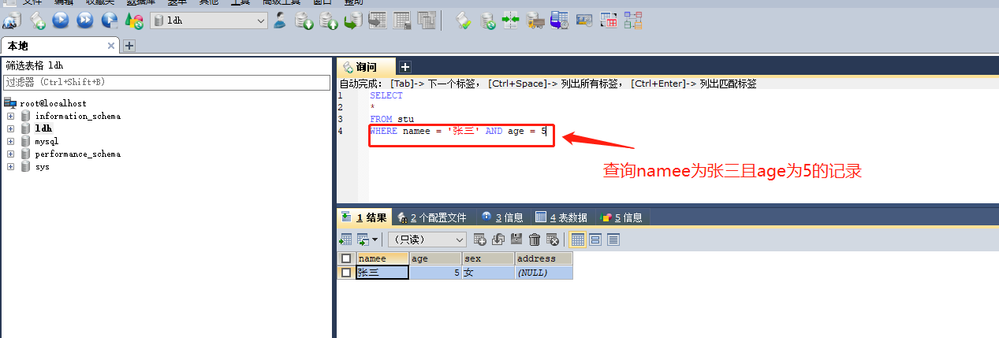 文件 编辑 收藏夹 数据库 表单 其他 工具 高级工具 窗口 帮助
ldh
本地
筛选表格 ldh
过滤器 (Ctrl+Shift+B)
root@localhost
information_schema
ldh
mysql
performance_schema
sys
询问
自动完成: [Tab]-> 下一个标签, [Ctrl+Space]-> 列出所有标签, [Ctrl+Enter]-> 列出匹配标签
1 SELECT
2 *
3 FROM stu
4 WHERE namee = '张三' AND age = 5
查询namee为张三且age为5的记录
1 结果 2 个配置文件 3 信息 4 表数据 5 信息
(只读)
namee age sex address
张三 5 女 (NULL)